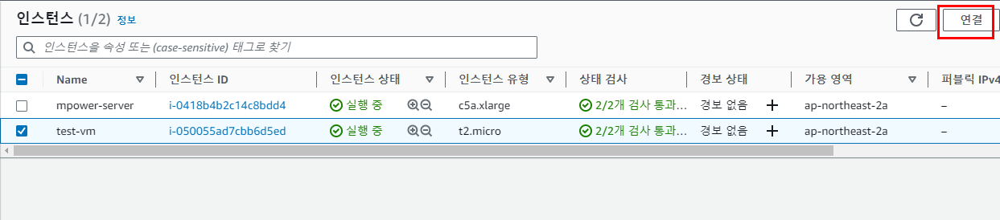 인스턴스 (1/2) 정보
연결
인스턴스을 속성 또는 (case-sensitive) 태그로 찾기
Name 인스턴스 ID 인스턴스 상태 인스턴스 유형 상태 검사 경보 상태 가용 영역 퍼블릭 IPv4
mpower-server i-0418b4b2c14c8bdd4 실행 중 c5a.xlarge 2/2개 검사 통과... 경보 없음 + ap-northeast-2a –
test-vm i-050055ad7cbb6d5ed 실행 중 t2.micro 2/2개 검사 통과... 경보 없음 + ap-northeast-2a –